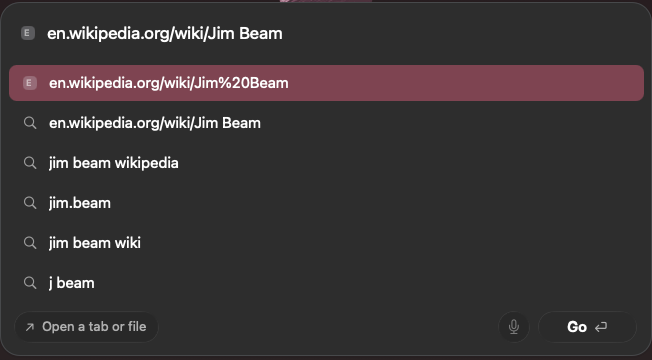 E en.wikipedia.org/wiki/Jim Beam
E en.wikipedia.org/wiki/Jim%20Beam
en.wikipedia.org/wiki/Jim Beam
jim beam wikipedia
jim.beam
jim beam wiki
j beam
Open a tab or file
Go